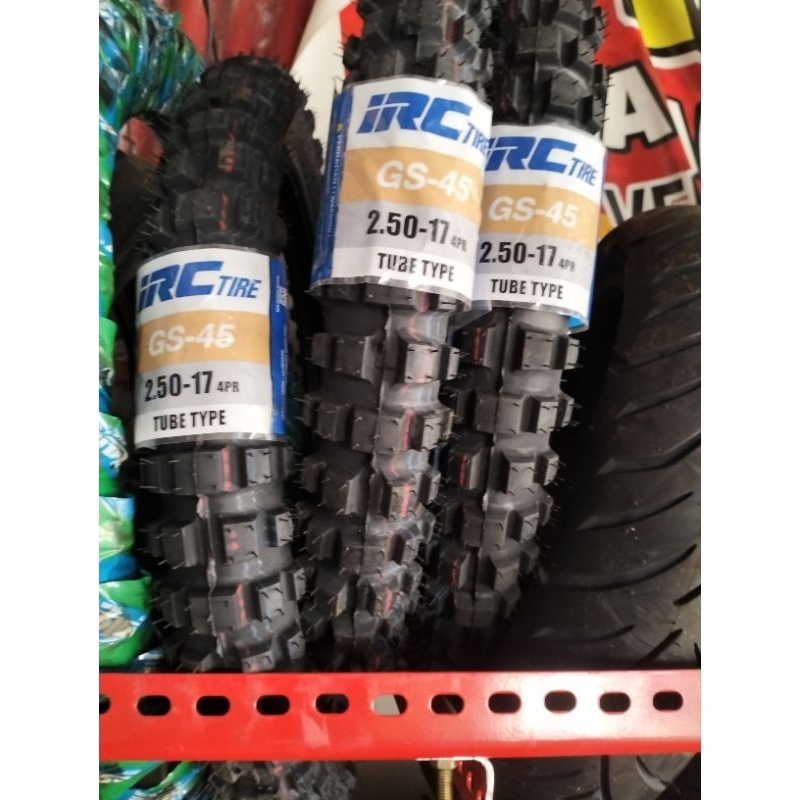 iRC TIRE
GS-45
2.50-17 4PR
TUBE TYPE
iRC TIRE
GS-45
2.50-17 4PR
TUBE TYPE
iRC TIRE
GS-45
2.50-17 4PR
TUBE TYPE
A
VE